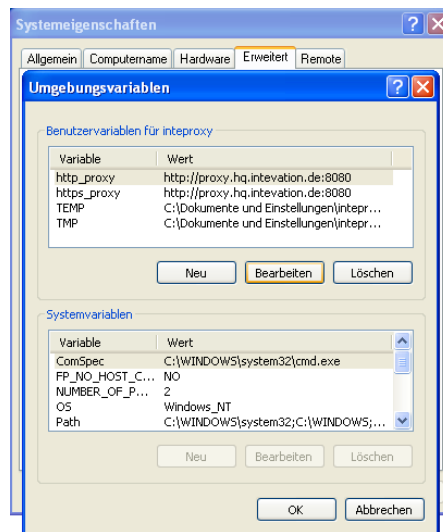 Systemeigenschaften
Allgemein Computername Hardware Erweitert Remote
Umgebungsvariablen
Benutzervariablen für inteproxy
Variable Wert
http_proxy http://proxy.hq.intevation.de:8080
https_proxy http://proxy.hq.intevation.de:8080
TEMP C:\Dokumente und Einstellungen\intepr...
TMP C:\Dokumente und Einstellungen\intepr...
Neu Bearbeiten Löschen
Systemvariablen
Variable Wert
ComSpec C:\WINDOWS\system32\cmd.exe
FP_NO_HOST_C... NO
NUMBER_OF_P... 2
OS Windows_NT
Path C:\WINDOWS\system32;C:\WINDOWS;...
Neu Bearbeiten Löschen
OK Abbrechen